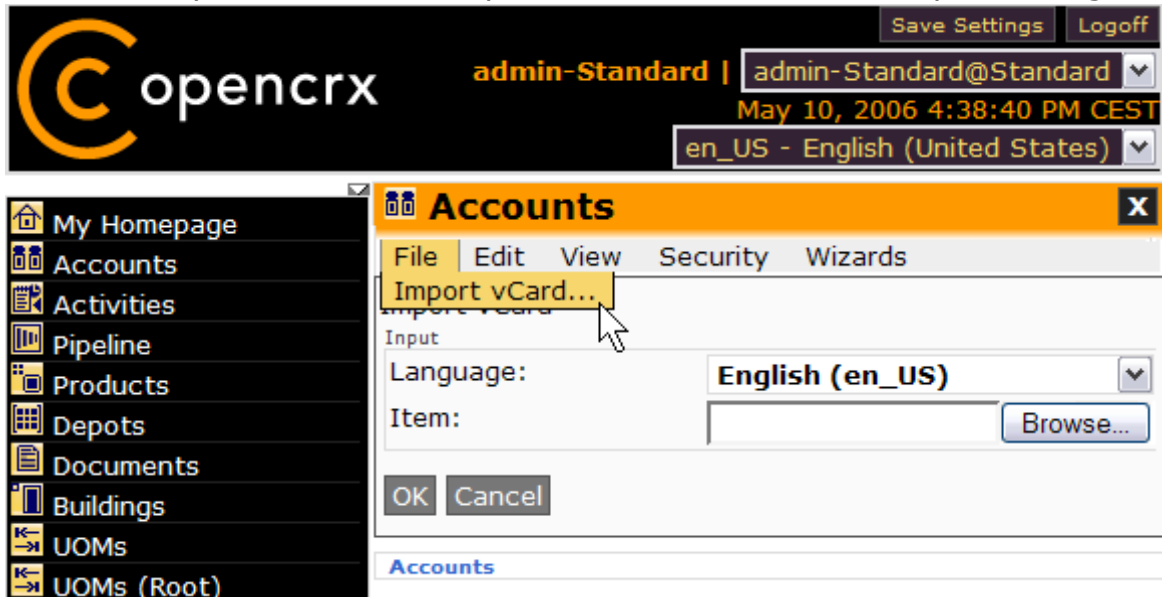 Save Settings Logoff
opencrx
admin-Standard | admin-Standard@Standard
May 10, 2006 4:38:40 PM CEST
en_US - English (United States)
My Homepage
Accounts
Activities
Pipeline
Products
Depots
Documents
Buildings
UOMs
UOMs (Root)
Accounts X
File Edit View Security Wizards
Import vCard...
Import vCard
Input
Language: English (en_US)
Item: Browse...
OK Cancel
Accounts